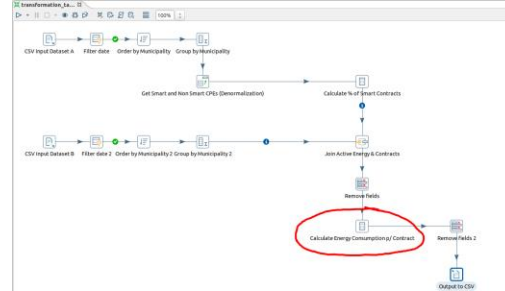 transformation_ta...
100%
CSV Input Dataset A
Filter date
Order by Municipality
Group by Municipality
Get Smart and Non Smart CPEs (Denormalization)
Calculate % of Smart Contracts
CSV Input Dataset B
Filter date 2
Order by Municipality 2
Group by Municipality 2
Join Active Energy & Contracts
Remove fields
Calculate Energy Consumption p/ Contract
Remove fields 2
Output to CSV